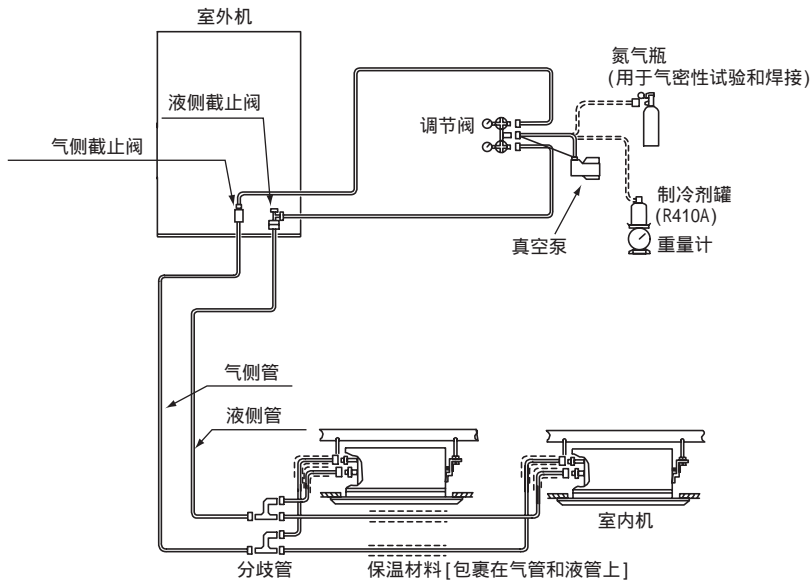 室外机
氮气瓶
(用于气密性试验和焊接)
液侧截止阀
调节阀
气侧截止阀
制冷剂罐
(R410A)
真空泵
重量计
气侧管
液侧管
室内机
分歧管
保温材料[包裹在气管和液管上]